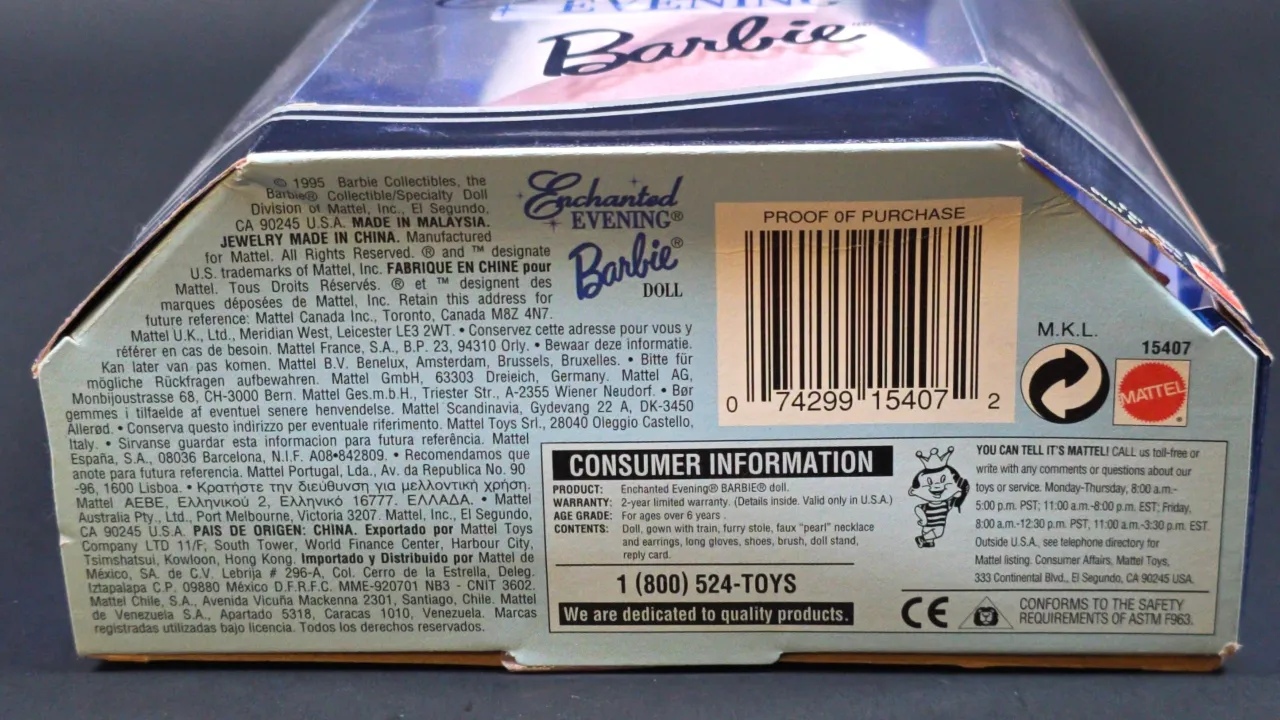 EVENING
Barbie™
© 1995 Barbie Collectibles, the
Barbie® Collectible/Specialty Doll
Division of Mattel, Inc., El Segundo,
CA 90245 U.S.A. MADE IN MALAYSIA.
JEWELRY MADE IN CHINA. Manufactured
for Mattel. All Rights Reserved. ® and ™ designate
U.S. trademarks of Mattel, Inc. FABRIQUE EN CHINE pour
Mattel. Tous Droits Réservés. ® et ™ designent des
marques déposées de Mattel, Inc. Retain this address for
future reference: Mattel Canada Inc., Toronto, Canada M8Z 4N7.
Mattel U.K., Ltd., Meridian West, Leicester LE3 2WT. • Conservez cette adresse pour vous y
référer en cas de besoin. Mattel France, S.A., B.P. 23, 94310 Orly. • Bewaar deze informatie.
Kan later van pas komen. Mattel B.V. Benelux, Amsterdam, Brussels, Bruxelles. • Bitte für
mögliche Rückfragen aufbewahren. Mattel GmbH, 63303 Dreieich, Germany. Mattel AG,
Monbijoustrasse 68, CH-3000 Bern. Mattel Ges.m.b.H., Triester Str., A-2355 Wiener Neudorf. • Bør
gemmes i tilfaelde af eventuel senere henvendelse. Mattel Scandinavia, Gydevang 22 A, DK-3450
Allerød. • Conserva questo indirizzo per eventuale riferimento. Mattel Toys Srl., 28040 Oleggio Castello,
Italy. • Sirvanse guardar esta informacion para futura referência. Mattel
España, S.A., 08036 Barcelona, N.I.F. A08•842809. • Recomendamos que
anote para futura referencia. Mattel Portugal, Lda., Av. da Republica No. 90
-96, 1600 Lisboa. • Κρατήστε την διεύθυνση για μελλοντική χρήση.
Mattel AEBE, Ελληνικού 2, Ελληνικό 16777. ΕΛΛΑΔΑ. • Mattel
Australia Pty., Ltd., Port Melbourne, Victoria 3207. Mattel, Inc., El Segundo,
CA 90245 U.S.A. PAIS DE ORIGEN: CHINA. Exportado por Mattel Toys
Company LTD 11/F; South Tower, World Finance Center, Harbour City,
Tsimshatsui, Kowloon, Hong Kong. Importado y Distribuido por Mattel de
México, SA. de C.V. Lebrija # 296-A, Col. Cerro de la Estrella, Deleg.
Iztapalapa C.P. 09880 México D.F.R.F.C. MME-920701 NB3 - CNIT 3602.
Mattel Chile, S.A., Avenida Vicuña Mackenna 2301, Santiago, Chile. Mattel
de Venezuela S.A., Apartado 5318, Caracas 1010, Venezuela. Marcas
registradas utilizadas bajo licencia. Todos los derechos reservados.
Enchanted
EVENING®
Barbie®
DOLL
PROOF OF PURCHASE
0 74299 15407 2
M.K.L.
15407
MATTEL®
CONSUMER INFORMATION
PRODUCT: Enchanted Evening® BARBIE® doll.
WARRANTY: 2-year limited warranty. (Details inside. Valid only in U.S.A.)
AGE GRADE: For ages over 6 years.
CONTENTS: Doll, gown with train, furry stole, faux "pearl" necklace
and earrings, long gloves, shoes, brush, doll stand,
reply card.
1 (800) 524-TOYS
We are dedicated to quality products.
YOU CAN TELL IT'S MATTEL! CALL us toll-free or
write with any comments or questions about our
toys or service. Monday-Thursday, 8:00 a.m.-
5:00 p.m. PST; 11:00 a.m.-8:00 p.m. EST; Friday,
8:00 a.m.-12:30 p.m. PST, 11:00 a.m.-3:30 p.m. EST.
Outside U.S.A., see telephone directory for
Mattel listing. Consumer Affairs, Mattel Toys,
333 Continental Blvd., El Segundo, CA 90245 USA.
CE
CONFORMS TO THE SAFETY
REQUIREMENTS OF ASTM F963.